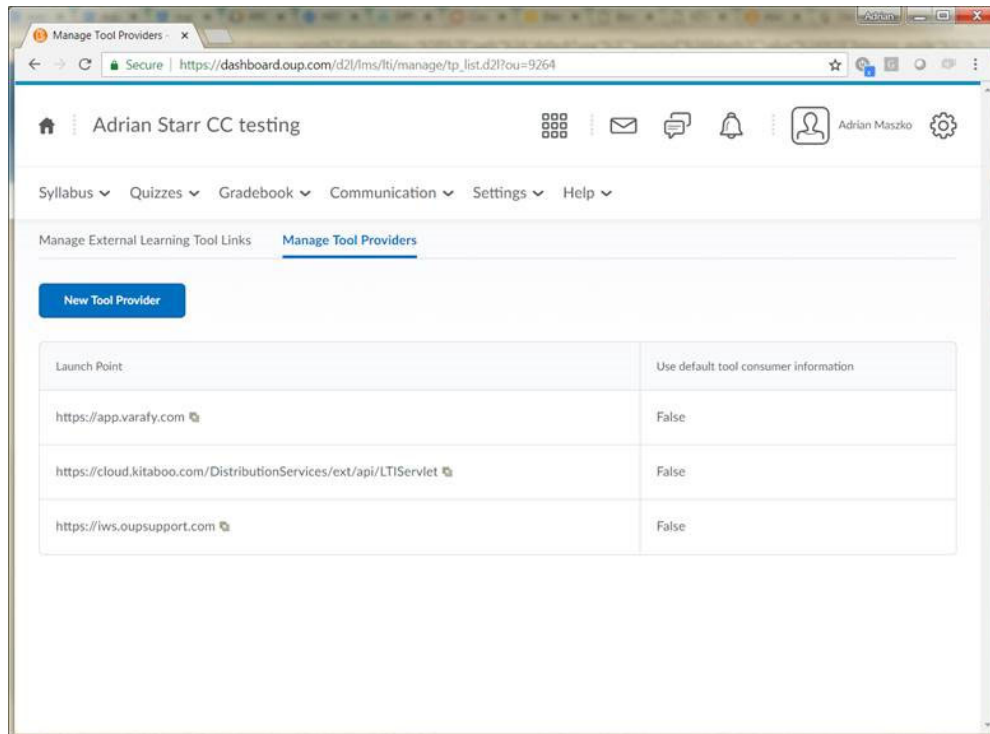 Adrian
Manage Tool Providers -
Secure | https://dashboard.oup.com/d2l/lms/lti/manage/tp_list.d2l?ou=9264
Adrian Starr CC testing
Adrian Maszko
Syllabus Quizzes Gradebook Communication Settings Help
Manage External Learning Tool Links Manage Tool Providers
New Tool Provider
Launch Point Use default tool consumer information
https://app.varafy.com False
https://cloud.kitaboo.com/DistributionServices/ext/api/LTIServlet False
https://iws.oupsupport.com False